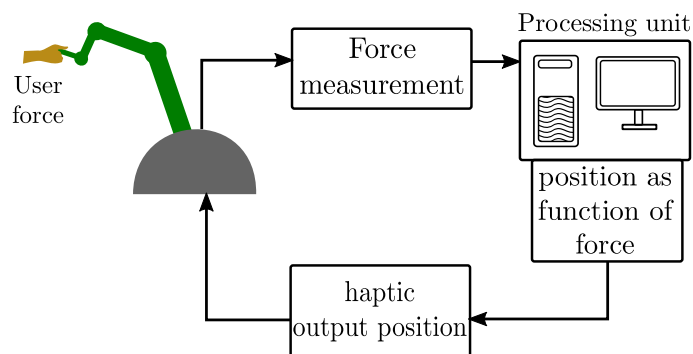 User
force
Force
measurement
Processing unit
position as
function of
force
haptic
output position